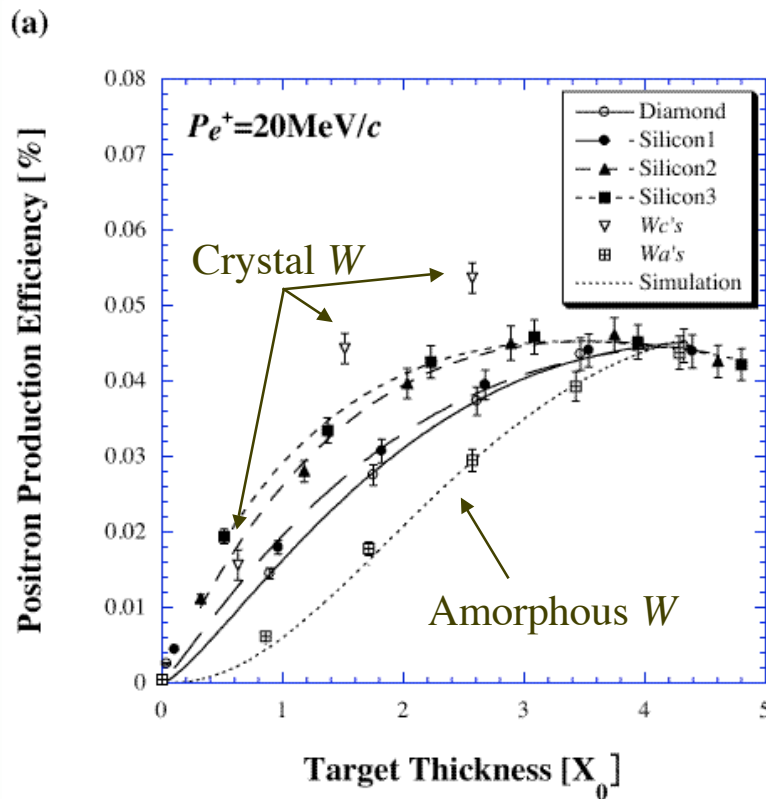 (a)
Positron Production Efficiency [%]
0.08
0.07
0.06
0.05
0.04
0.03
0.02
0.01
0
Pe+=20MeV/c
Diamond
Silicon1
Silicon2
Silicon3
Wc's
Wa's
Simulation
Crystal W
Amorphous W
0 1 2 3 4 5
Target Thickness [X0]